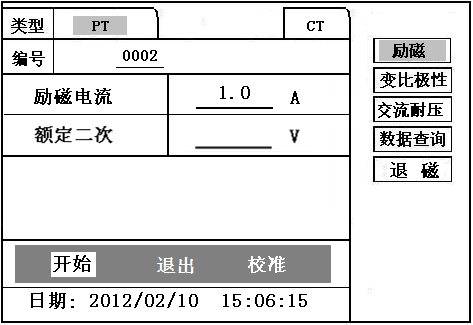 类型 PT CT
编号 0002
励磁电流 1.0 A
额定二次 V
开始 退出 校准
日期: 2012/02/10 15:06:15
励磁
变比极性
交流耐压
数据查询
退 磁